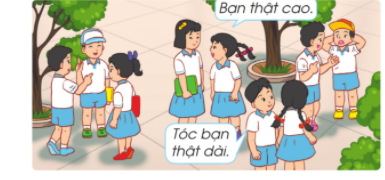 Bạn thật cao.
Tóc bạn
thật dài.